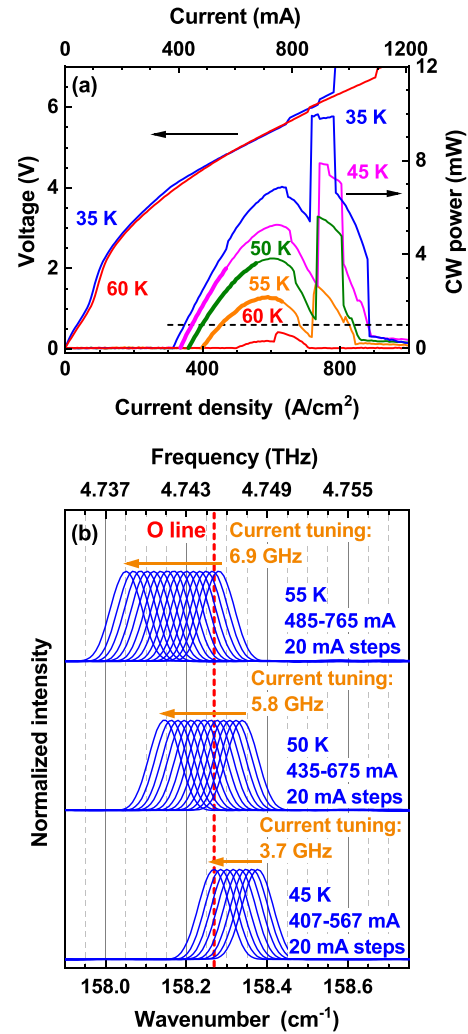 Current (mA)
0 400 800 1200
(a)
6
4
2
0
Voltage (V)
12
8
4
0
CW power (mW)
35 K
45 K
35 K
50 K
55 K
60 K
60 K
0 200 400 600 800 1000
Current density (A/cm²)
Frequency (THz)
4.737 4.743 4.749 4.755
(b)
O line
Current tuning:
6.9 GHz
55 K
485-765 mA
20 mA steps
Current tuning:
5.8 GHz
50 K
435-675 mA
20 mA steps
Current tuning:
3.7 GHz
45 K
407-567 mA
20 mA steps
Normalized intensity
158.0 158.2 158.4 158.6
Wavenumber (cm⁻¹)